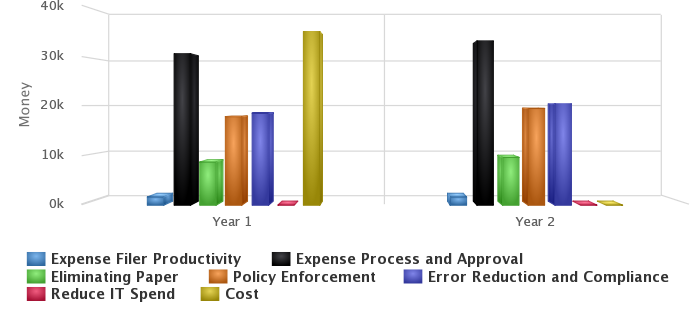 40k
30k
20k
10k
0k
Money
Year 1 Year 2
Expense Filer Productivity Expense Process and Approval
Eliminating Paper Policy Enforcement Error Reduction and Compliance
Reduce IT Spend Cost